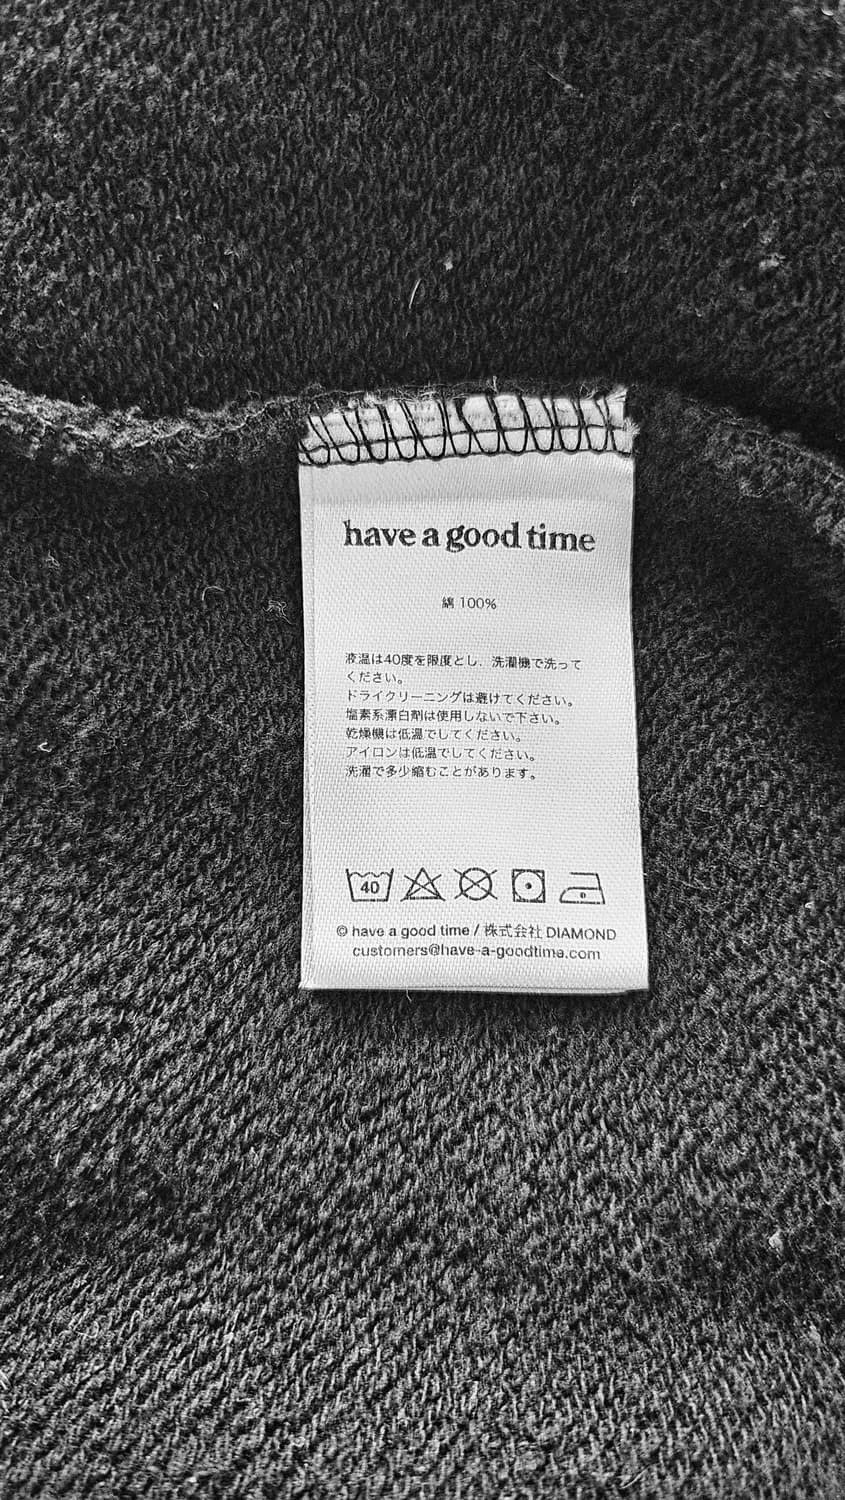 have a good time
綿 100%
液温は40度を限度とし、洗濯機で洗って
ください。
ドライクリーニングは避けてください。
塩素系漂白剤は使用しないで下さい。
乾燥機は低温でしてください。
アイロンは低温でしてください。
洗濯で多少縮むことがあります。
40
© have a good time / 株式会社 DIAMOND
customers@have-a-goodtime.com